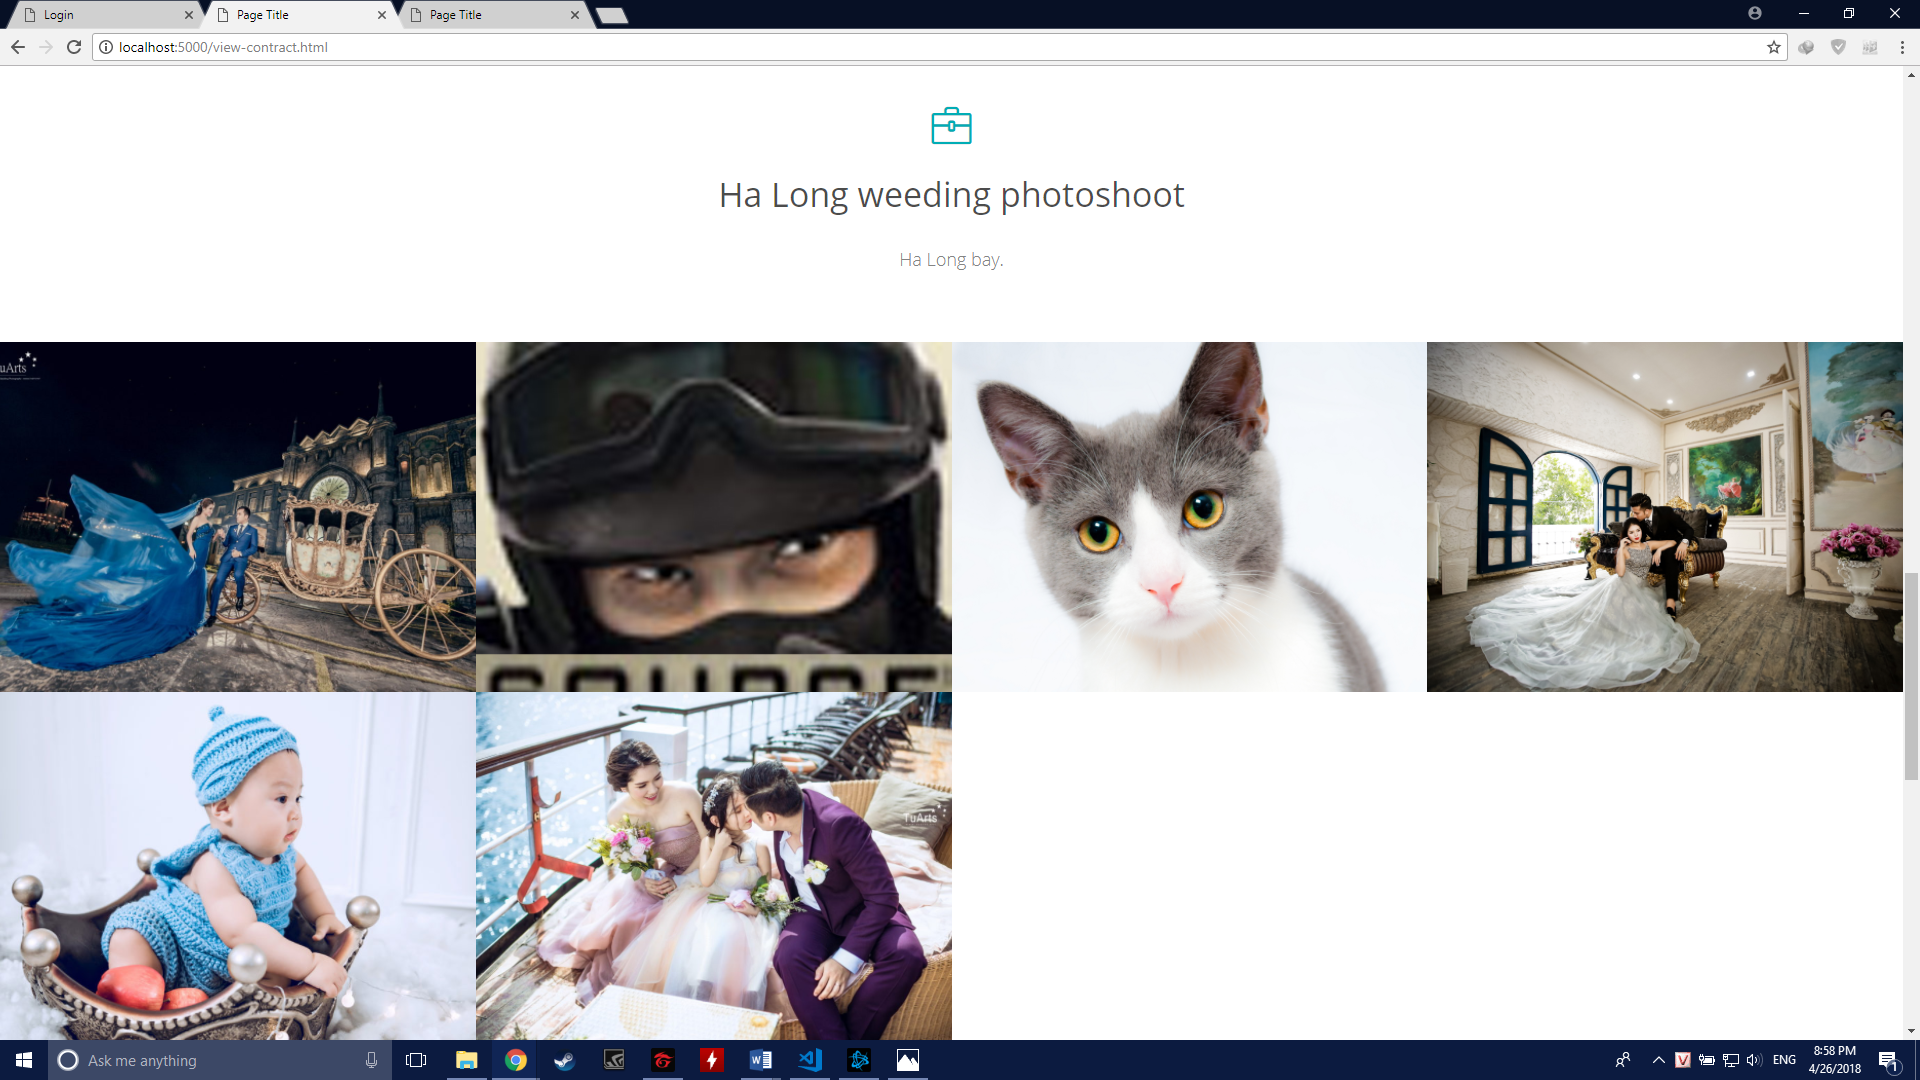 Login
Page Title
Page Title
localhost:5000/view-contract.html
Ha Long weeding photoshoot
Ha Long bay.
TuArts
Ask me anything
ENG
8:58 PM
4/26/2018
1